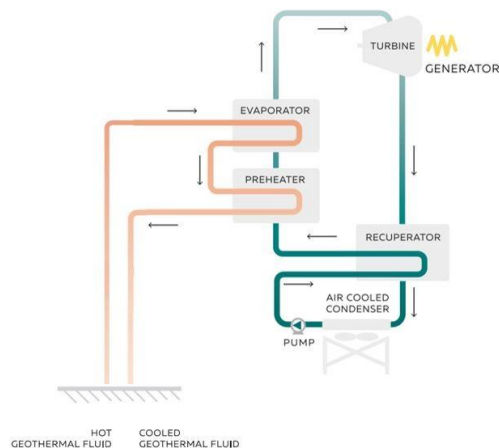 TURBINE
GENERATOR
EVAPORATOR
PREHEATER
RECUPERATOR
AIR COOLED
CONDENSER
PUMP
HOT
GEOTHERMAL FLUID
COOLED
GEOTHERMAL FLUID